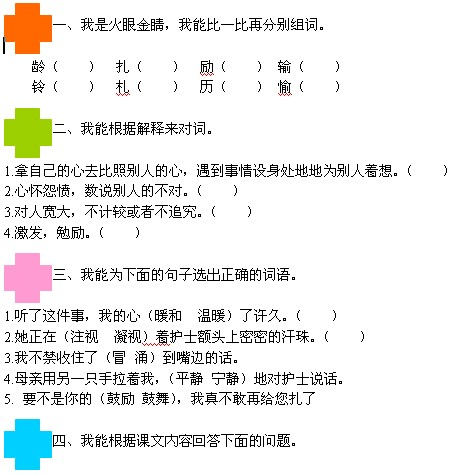 一、我是火眼金睛，我能比一比再分别组词。
龄（　　） 扎（　　） 励（　　） 输（　　）
铃（　　） 札（　　） 历（　　） 愉（　　）
二、我能根据解释来对词。
1.拿自己的心去比照别人的心，遇到事情设身处地地为别人着想。（　　）
2.心怀怨愤，数说别人的不对。（　　）
3.对人宽大，不计较或者不追究。（　　）
4.激发，勉励。（　　）
三、我能为下面的句子选出正确的词语。
1.听了这件事，我的心（暖和　温暖）了许久。（　　）
2.她正在（注视　凝视）着护士额头上密密的汗珠。（　　）
3.我不禁收住了（冒 涌）到嘴边的话。
4.母亲用另一只手拉着我，（平静 宁静）地对护士说话。
5. 要不是你的（鼓励 鼓舞），我真不敢再给您扎了
四、我能根据课文内容回答下面的问题。